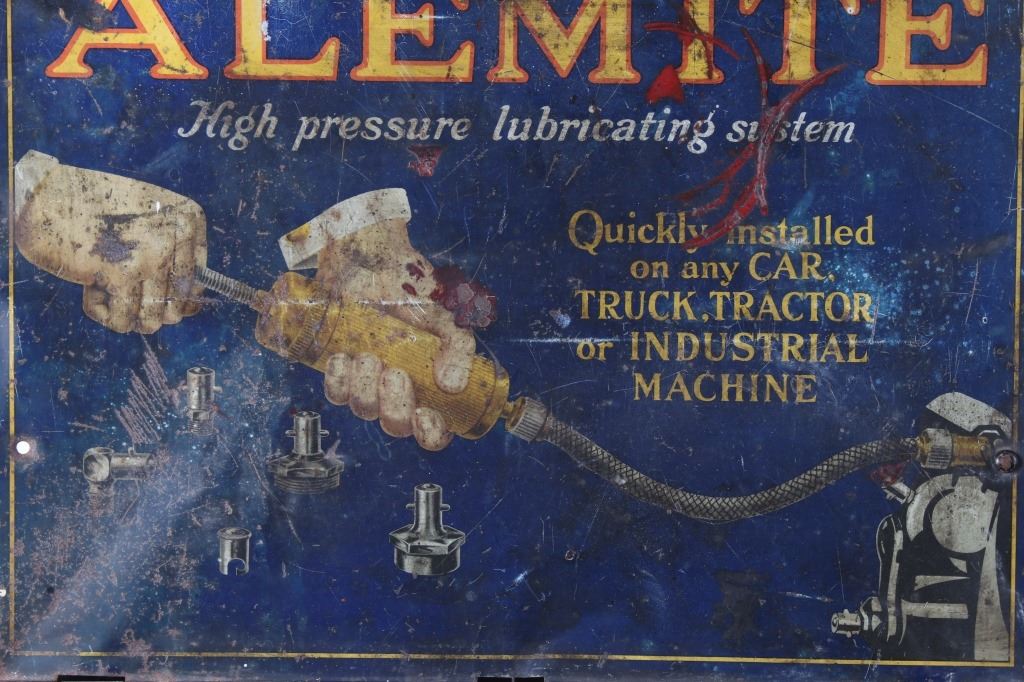 ALEMITE
High pressure lubricating system
Quickly installed
on any CAR,
TRUCK, TRACTOR
or INDUSTRIAL
MACHINE